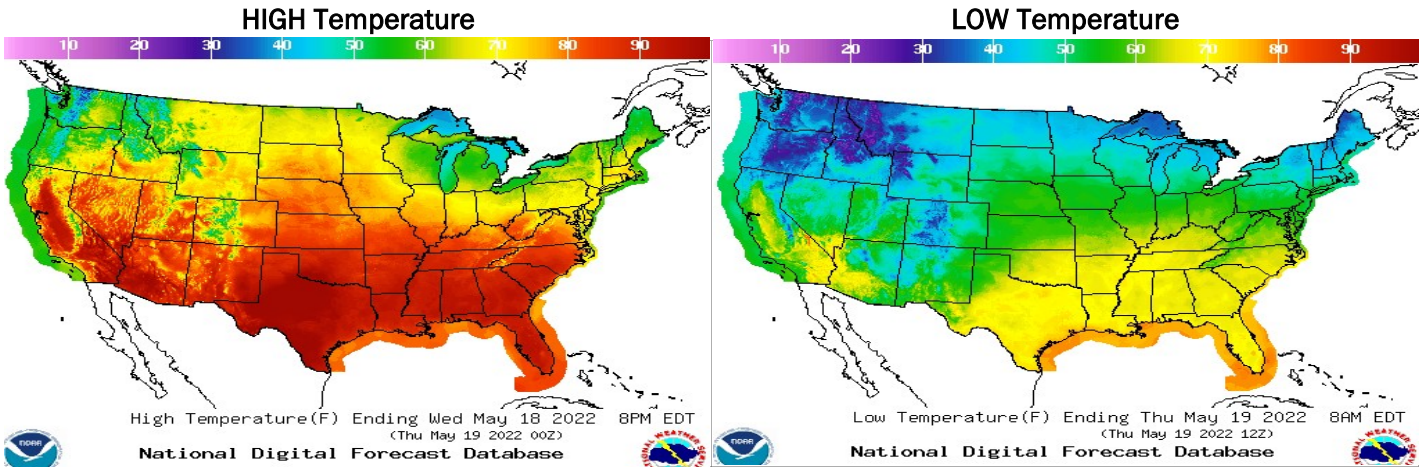 HIGH Temperature
10 20 30 40 50 60 70 80 90
High Temperature(F) Ending Wed May 18 2022 8PM EDT
(Thu May 19 2022 00Z)
National Digital Forecast Database
NOAA
LOW Temperature
10 20 30 40 50 60 70 80 90
Low Temperature(F) Ending Thu May 19 2022 8AM EDT
(Thu May 19 2022 12Z)
National Digital Forecast Database
NOAA